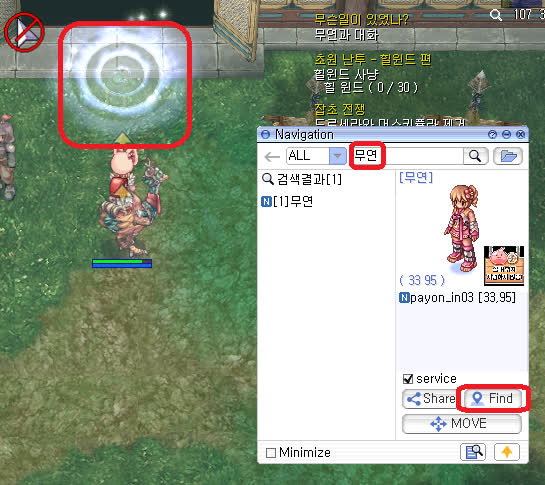 107 3
무슨일이 있었나?
무연과 대화
초원 난투 - 힐윈드 편
힐윈드 사냥
힐 윈드 ( 0 / 30 )
잡초 전쟁
Navigation
ALL
무연
검색결과[1]
N[1]무연
[무연]
( 33 95 )
N payon_in03 [33,95]
service
Share
Find
MOVE
Minimize